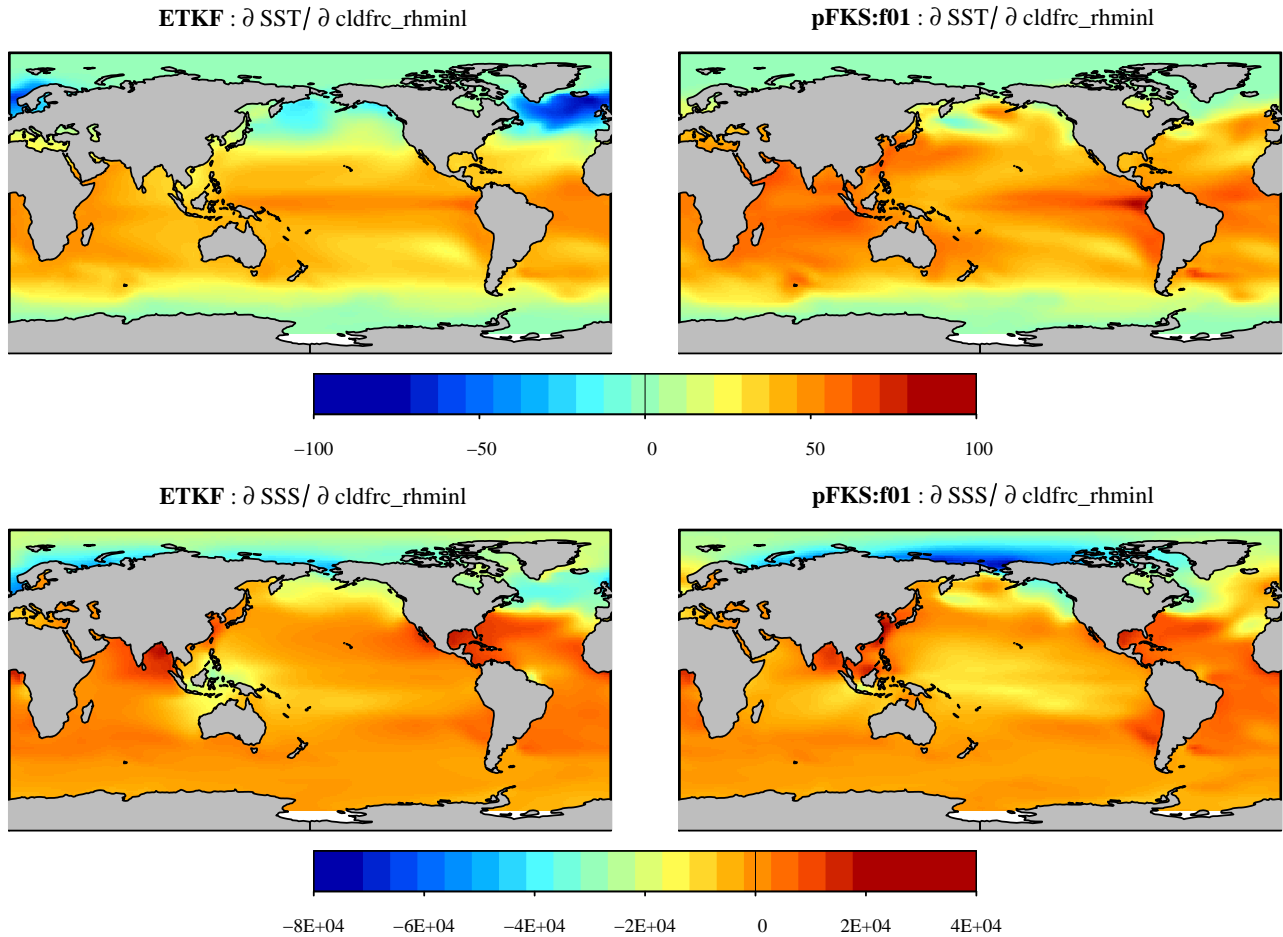 ETKF : ∂ SST/ ∂ cldfrc_rhminl
pFKS:f01 : ∂ SST/ ∂ cldfrc_rhminl
−100 −50 0 50 100
ETKF : ∂ SSS/ ∂ cldfrc_rhminl
pFKS:f01 : ∂ SSS/ ∂ cldfrc_rhminl
−8E+04 −6E+04 −4E+04 −2E+04 0 2E+04 4E+04